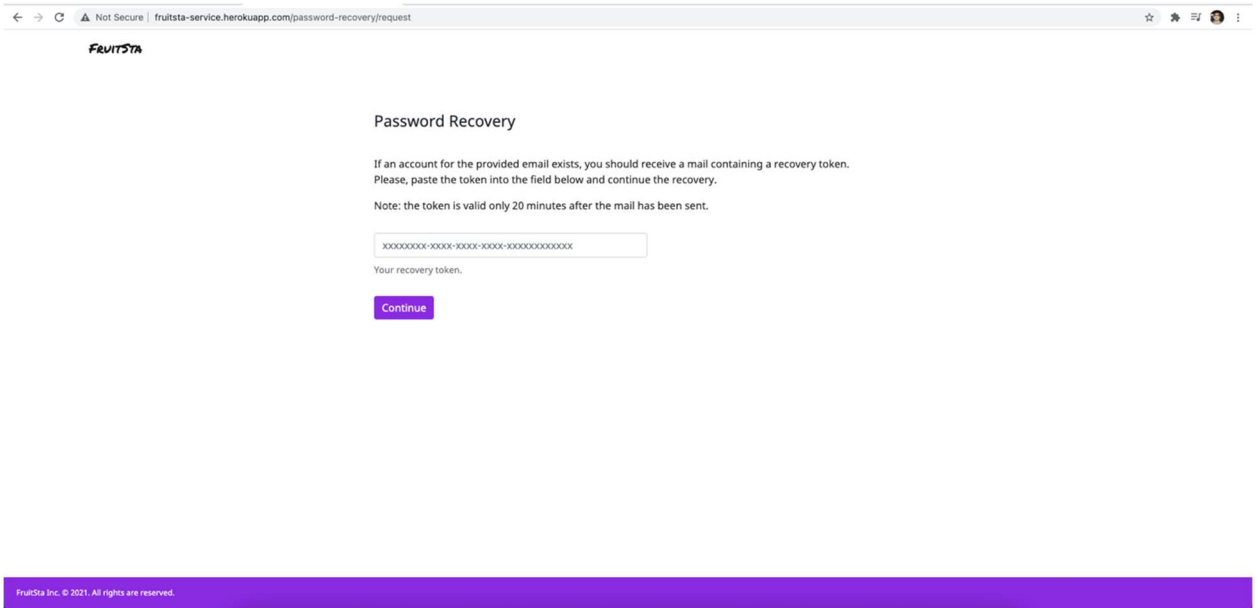 Not Secure | fruitsta-service.herokuapp.com/password-recovery/request
FRUITSTA
Password Recovery
If an account for the provided email exists, you should receive a mail containing a recovery token.
Please, paste the token into the field below and continue the recovery.
Note: the token is valid only 20 minutes after the mail has been sent.
xxxxxxxx-xxxx-xxxx-xxxx-xxxxxxxxxxxx
Your recovery token.
Continue
FruitSta Inc. © 2021. All rights are reserved.